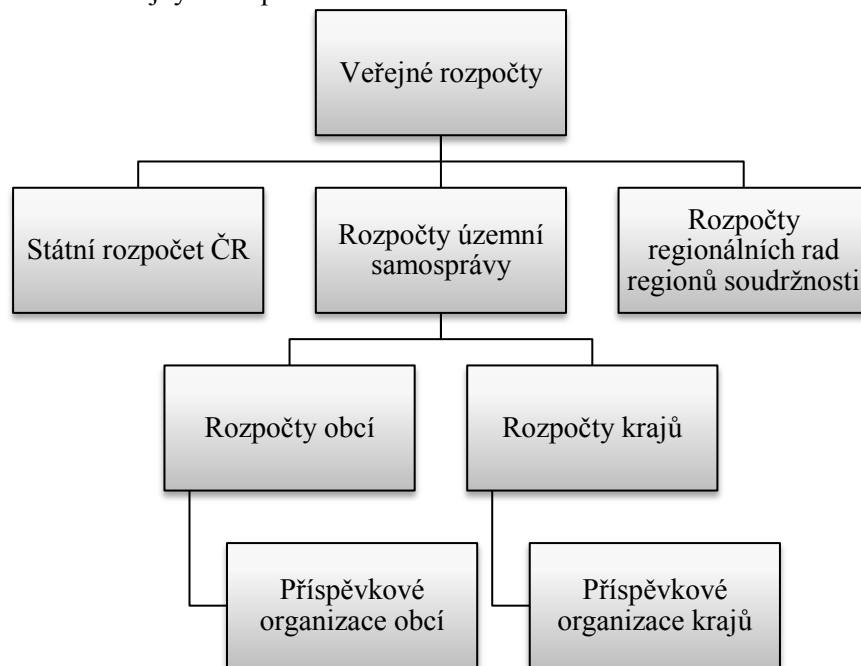 Veřejné rozpočty
Státní rozpočet ČR
Rozpočty územní
samosprávy
Rozpočty
regionálních rad
regionů soudržnosti
Rozpočty obcí
Rozpočty krajů
Příspěvkové
organizace obcí
Příspěvkové
organizace krajů